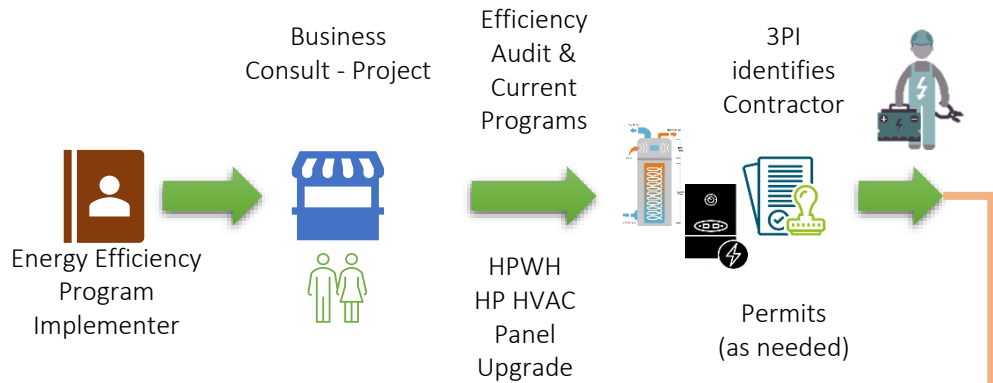 Business
Consult - Project
Efficiency
Audit &
Current
Programs
3PI
identifies
Contractor
Energy Efficiency
Program
Implementer
HPWH
HP HVAC
Panel
Upgrade
Permits
(as needed)